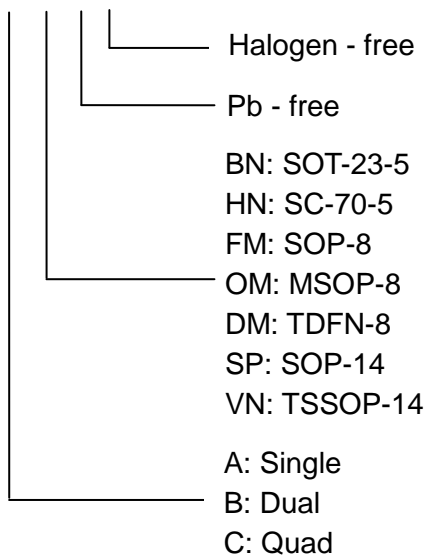 Halogen - free
Pb - free
BN: SOT-23-5
HN: SC-70-5
FM: SOP-8
OM: MSOP-8
DM: TDFN-8
SP: SOP-14
VN: TSSOP-14
A: Single
B: Dual
C: Quad